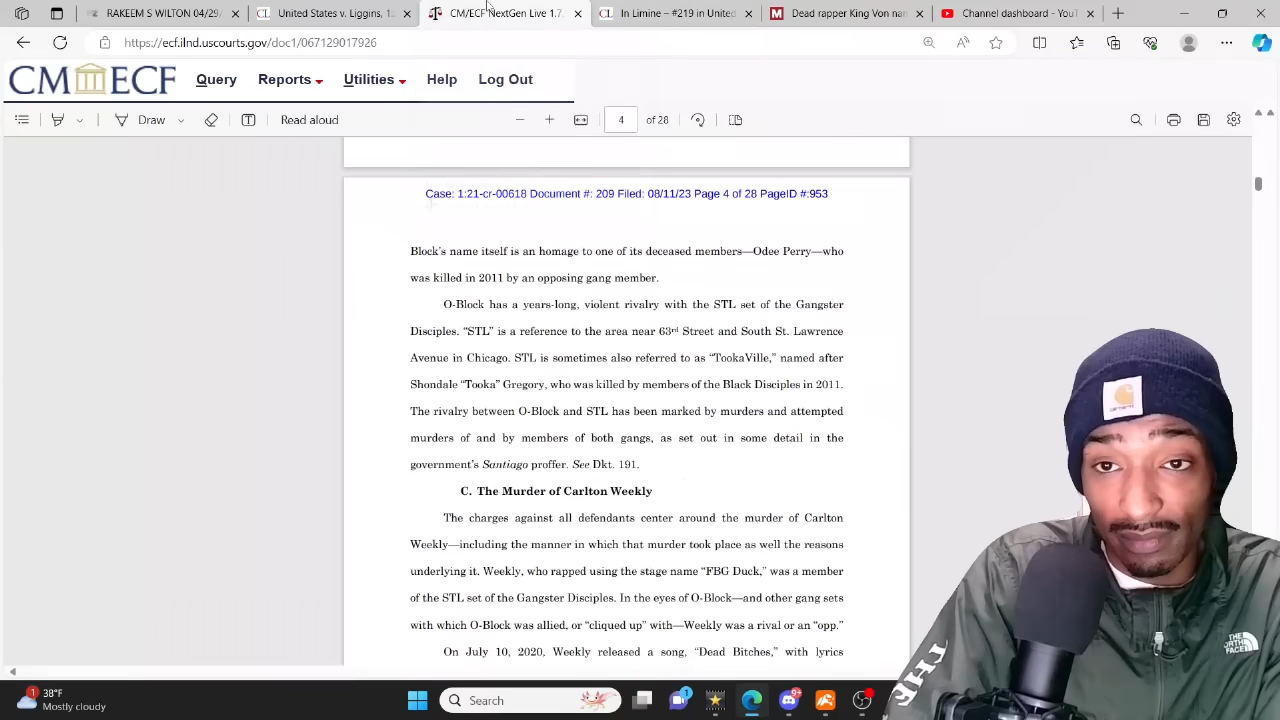 RAKEEM S WILTON 04/29/
United States v. Liggins, 1:
CM/ECF NextGen Live 1.7.
In Limine – #219 in United
Dead rapper King Von nan
Channel dashboard - YouT
https://ecf.ilnd.uscourts.gov/doc1/067129017926
CM ECF Query Reports Utilities Help Log Out
Draw Read aloud 4 of 28
Case: 1:21-cr-00618 Document #: 209 Filed: 08/11/23 Page 4 of 28 PageID #:953
Block's name itself is an homage to one of its deceased members—Odee Perry—who
was killed in 2011 by an opposing gang member.
O-Block has a years-long, violent rivalry with the STL set of the Gangster
Disciples. “STL” is a reference to the area near 63rd Street and South St. Lawrence
Avenue in Chicago. STL is sometimes also referred to as “TookaVille,” named after
Shondale “Tooka” Gregory, who was killed by members of the Black Disciples in 2011.
The rivalry between O-Block and STL has been marked by murders and attempted
murders of and by members of both gangs, as set out in some detail in the
government's Santiago proffer. See Dkt. 191.
C. The Murder of Carlton Weekly
The charges against all defendants center around the murder of Carlton
Weekly—including the manner in which that murder took place as well the reasons
underlying it. Weekly, who rapped using the stage name “FBG Duck,” was a member
of the STL set of the Gangster Disciples. In the eyes of O-Block—and other gang sets
with which O-Block was allied, or “cliqued up” with—Weekly was a rival or an “opp.”
On July 10, 2020, Weekly released a song, “Dead Bitches,” with lyrics
carhartt
THE NORTH FACE
THE
1
38°F
Mostly cloudy
Search
1
9+